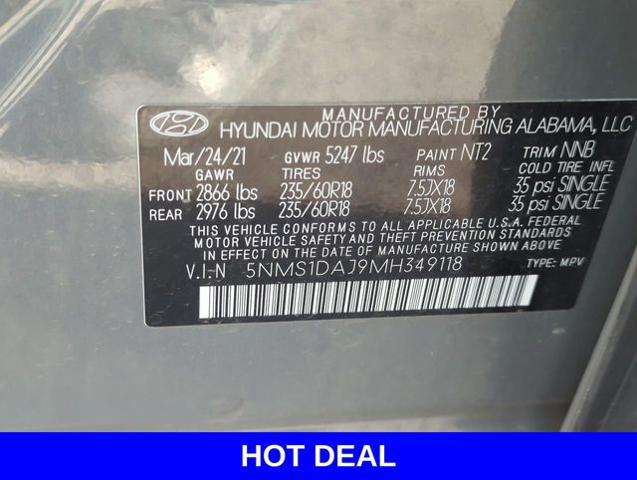 MANUFACTURED BY
HYUNDAI MOTOR MANUFACTURING ALABAMA, LLC
Mar/24/21 GVWR 5247 lbs PAINT NT2 TRIM NNB
GAWR TIRES RIMS COLD TIRE INFL
FRONT 2866 lbs 235/60R18 7.5JX18 35 psi SINGLE
REAR 2976 lbs 235/60R18 7.5JX18 35 psi SINGLE
THIS VEHICLE CONFORMS TO ALL APPLICABLE U.S.A. FEDERAL
MOTOR VEHICLE SAFETY AND THEFT PREVENTION STANDARDS
IN EFFECT ON THE DATE OF MANUFACTURE SHOWN ABOVE.
V.I-N 5NMS1DAJ9MH349118 TYPE: MPV
HOT DEAL